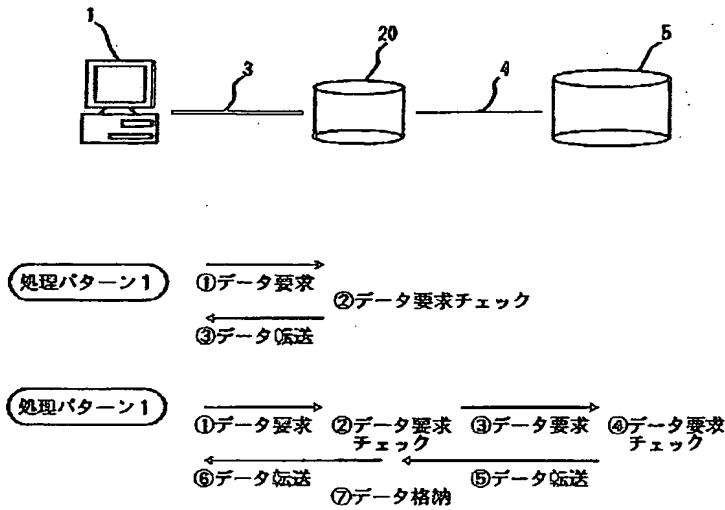 1
20
5
3
4
処理パターン1
①データ要求
②データ要求チェック
③データ転送
処理パターン1
①データ要求
②データ要求
チェック
③データ要求
④データ要求
チェック
⑥データ転送
⑤データ転送
⑦データ格納